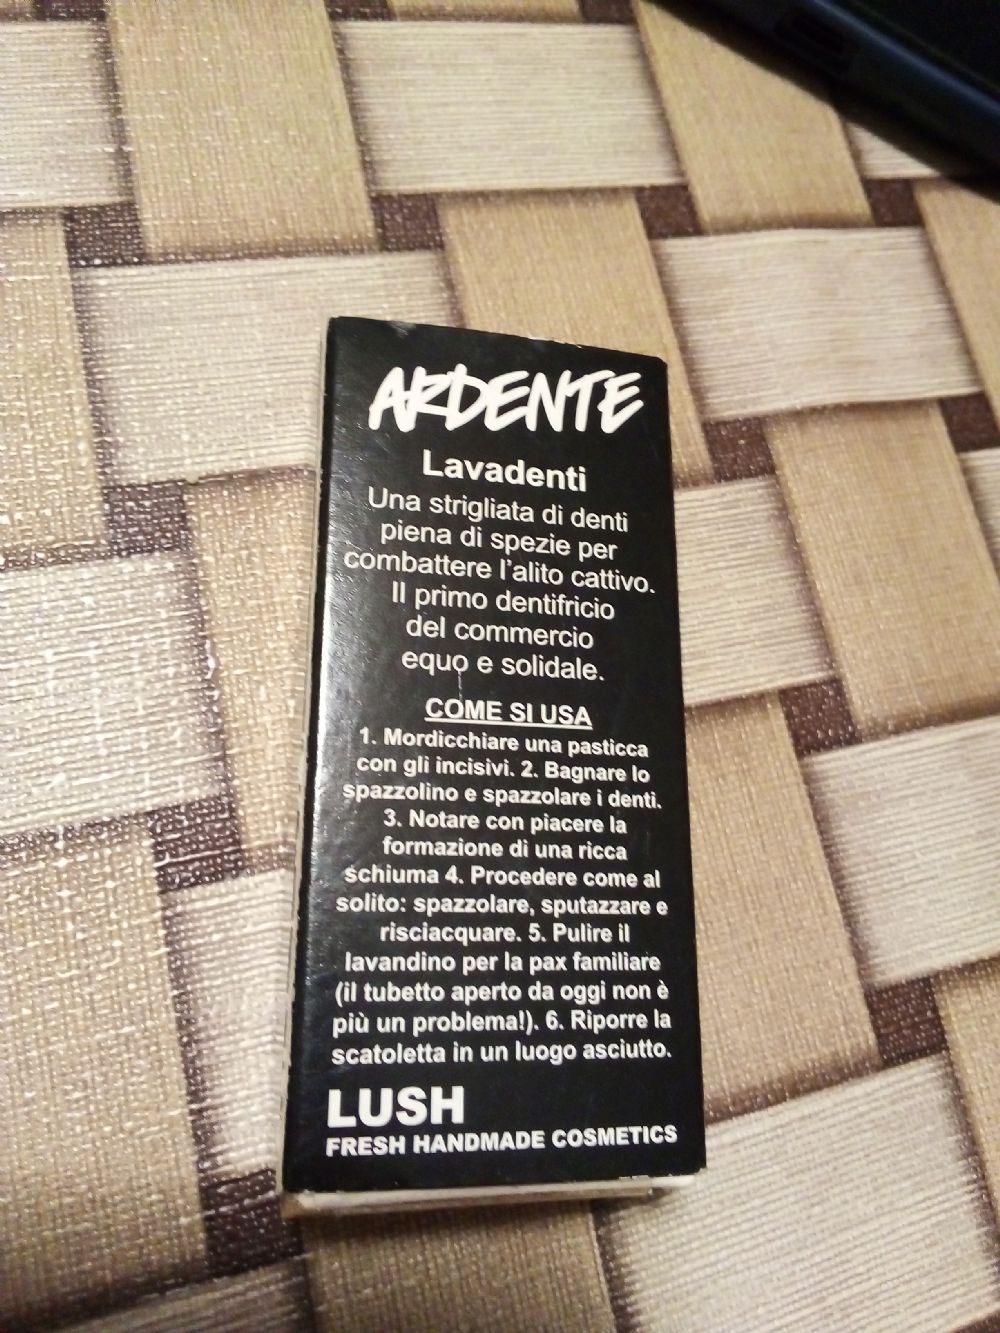 ARDENTE
Lavadenti
Una strigliata di denti
piena di spezie per
combattere l'alito cattivo.
Il primo dentifricio
del commercio
equo e solidale.
COME SI USA
1. Mordicchiare una pasticca
con gli incisivi. 2. Bagnare lo
spazzolino e spazzolare i denti.
3. Notare con piacere la
formazione di una ricca
schiuma 4. Procedere come al
solito: spazzolare, sputazzare e
risciacquare. 5. Pulire il
lavandino per la pax familiare
(il tubetto aperto da oggi non è
più un problema!). 6. Riporre la
scatoletta in un luogo asciutto.
LUSH
FRESH HANDMADE COSMETICS